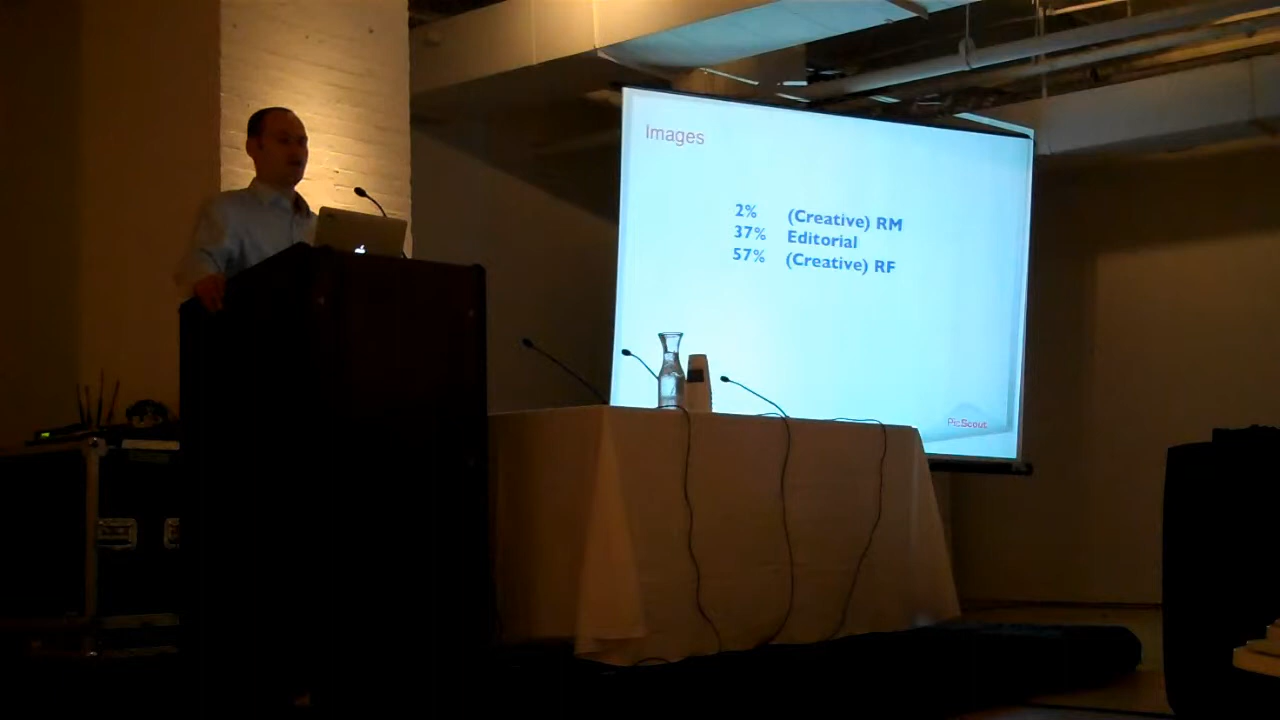 Images
2% (Creative) RM
37% Editorial
57% (Creative) RF
PicScout